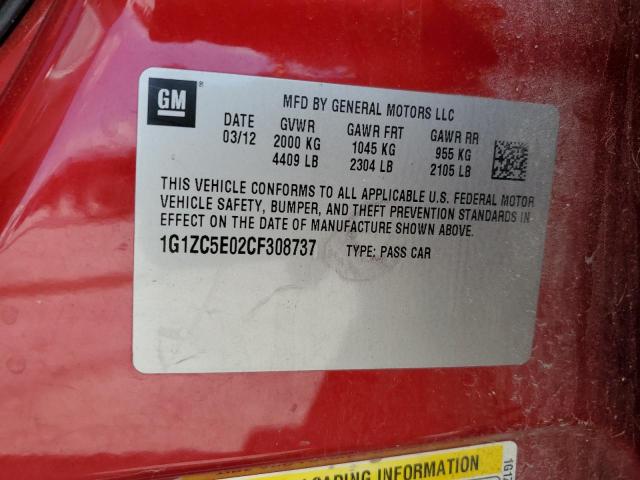 GM
MFD BY GENERAL MOTORS LLC
DATE GVWR GAWR FRT GAWR RR
03/12 2000 KG 1045 KG 955 KG
4409 LB 2304 LB 2105 LB
THIS VEHICLE CONFORMS TO ALL APPLICABLE U.S. FEDERAL MOTOR
VEHICLE SAFETY, BUMPER, AND THEFT PREVENTION STANDARDS IN
EFFECT ON THE DATE OF MANUFACTURE SHOWN ABOVE.
1G1ZC5E02CF308737 TYPE: PASS CAR
LOADING INFORMATION